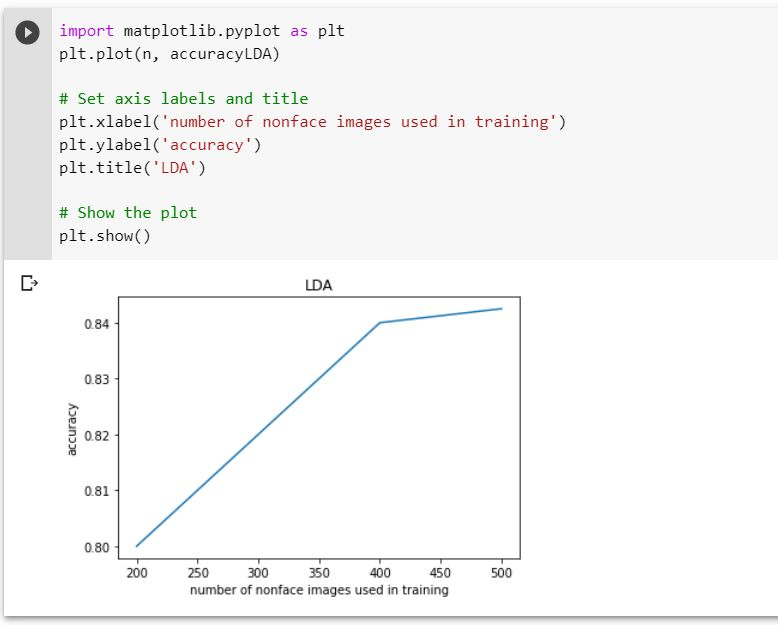 import matplotlib.pyplot as plt
plt.plot(n, accuracyLDA)
# Set axis labels and title
plt.xlabel('number of nonface images used in training')
plt.ylabel('accuracy')
plt.title('LDA')
# Show the plot
plt.show()
LDA
0.84
0.83
0.82
0.81
0.80
accuracy
200 250 300 350 400 450 500
number of nonface images used in training